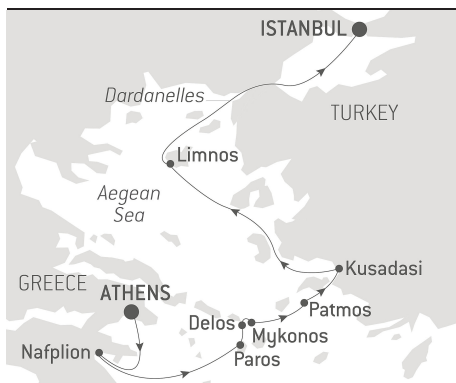 ISTANBUL
Dardanelles
TURKEY
Limnos
Aegean
Sea
Kusadasi
GREECE
ATHENS
Patmos
Delos
Mykonos
Nafplion
Paros